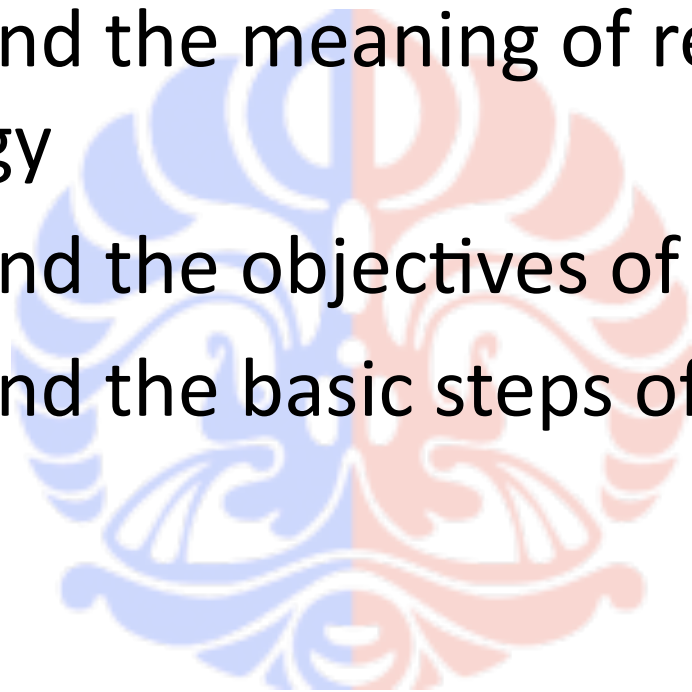 nd the meaning of re
gy
nd the objectives of
nd the basic steps of